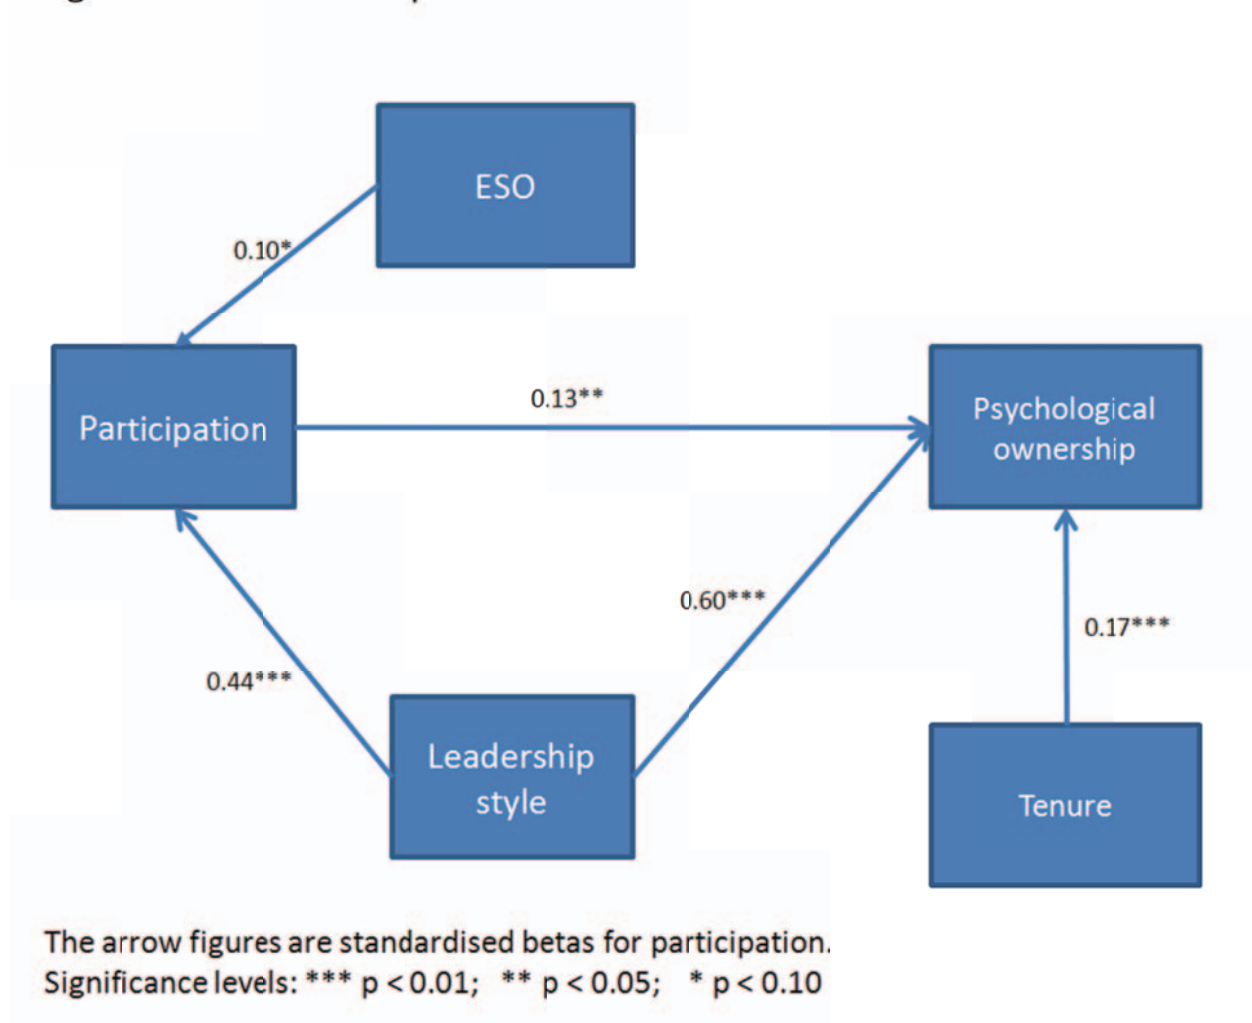 ESO
0.10*
Participation
0.13**
Psychological
ownership
0.60***
0.17***
0.44***
Leadership
style
Tenure
The arrow figures are standardised betas for participation.
Significance levels: *** p < 0.01; ** p < 0.05; * p < 0.10